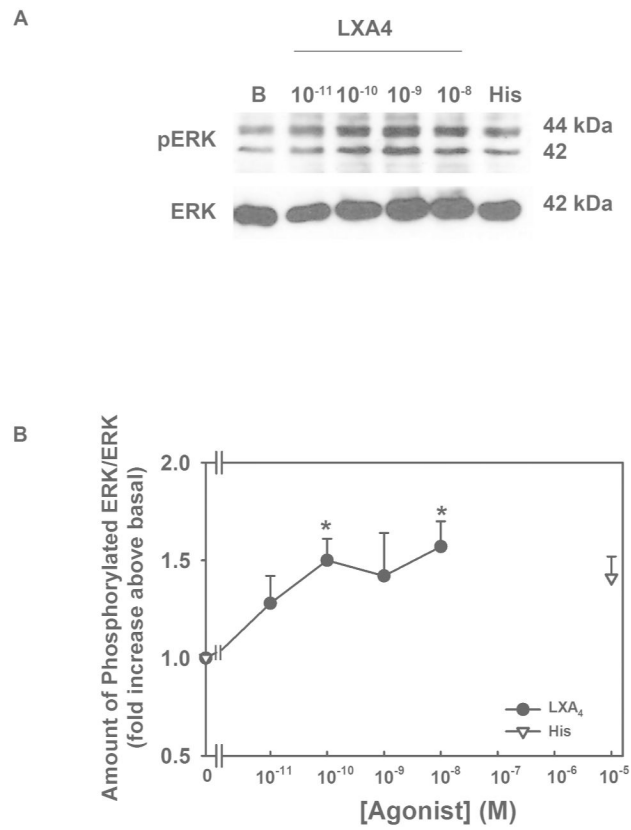 A
LXA4
B 10⁻¹¹ 10⁻¹⁰ 10⁻⁹ 10⁻⁸ His
pERK 44 kDa
42
ERK 42 kDa
B
Amount of Phosphorylated ERK/ERK
(fold increase above basal)
2.0
1.5
1.0
0.5
* *
LXA₄
His
0 10⁻¹¹ 10⁻¹⁰ 10⁻⁹ 10⁻⁸ 10⁻⁷ 10⁻⁶ 10⁻⁵
[Agonist] (M)